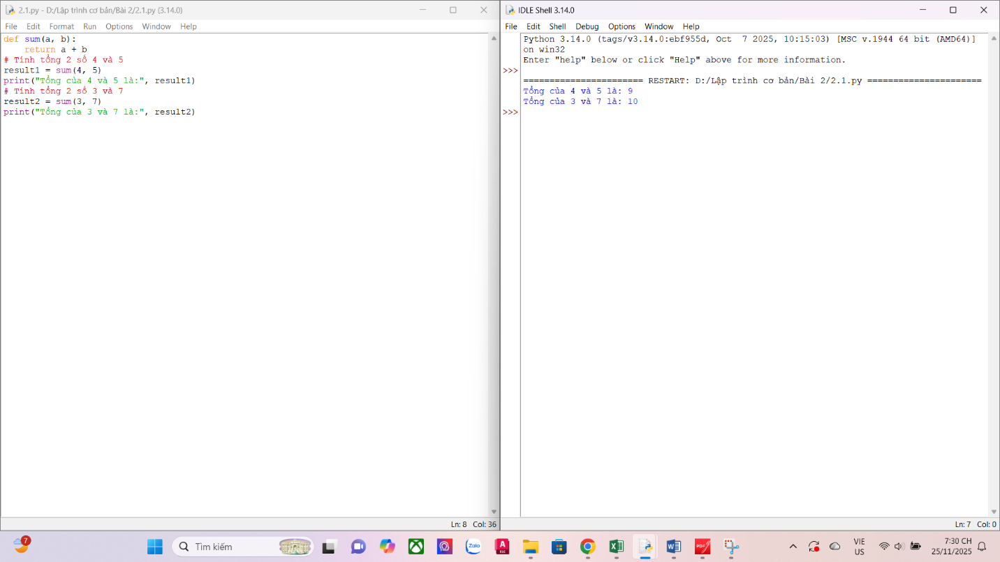 2.1.py - D:/Lập trình cơ bản/Bài 2/2.1.py (3.14.0)
File Edit Format Run Options Window Help
def sum(a, b):
    return a + b
# Tính tổng 2 số 4 và 5
result1 = sum(4, 5)
print("Tổng của 4 và 5 là:", result1)
# Tính tổng 2 số 3 và 7
result2 = sum(3, 7)
print("Tổng của 3 và 7 là:", result2)
Ln: 8 Col: 36
IDLE Shell 3.14.0
File Edit Shell Debug Options Window Help
Python 3.14.0 (tags/v3.14.0:ebf955d, Oct  7 2025, 10:15:03) [MSC v.1944 64 bit (AMD64)]
on win32
Enter "help" below or click "Help" above for more information.
>>>
======================= RESTART: D:/Lập trình cơ bản/Bài 2/2.1.py ======================
Tổng của 4 và 5 là: 9
Tổng của 3 và 7 là: 10
>>>
Ln: 7 Col: 0
7
Tìm kiếm
Zalo
A
ELC
PDF
VIE
US
7:30 CH
25/11/2025